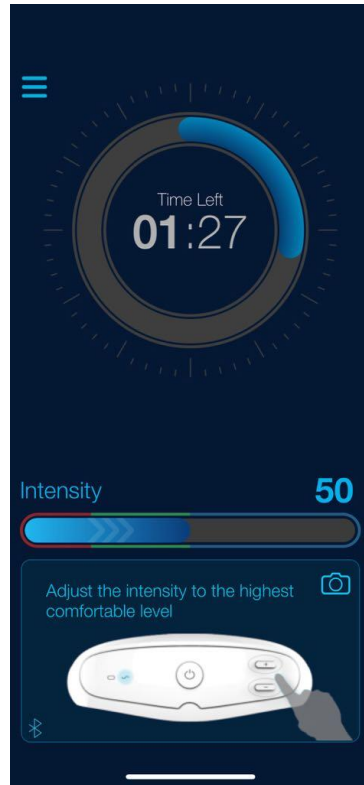 Time Left
01:27
Intensity
50
Adjust the intensity to the highest
comfortable level